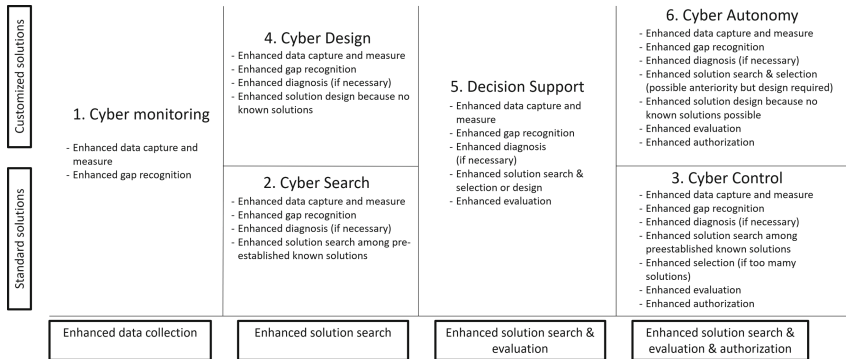 Customized solutions
Standard solutions
1. Cyber monitoring
- Enhanced data capture and
measure
- Enhanced gap recognition
4. Cyber Design
- Enhanced data capture and measure
- Enhanced gap recognition
- Enhanced diagnosis (if necessary)
- Enhanced solution design because no
known solutions
2. Cyber Search
- Enhanced data capture and measure
- Enhanced gap recognition
- Enhanced diagnosis (if necessary)
- Enhanced solution search among pre-
established known solutions
5. Decision Support
- Enhanced data capture and
measure
- Enhanced gap recognition
- Enhanced diagnosis
(if necessary)
- Enhanced solution search &
selection or design
- Enhanced evaluation
6. Cyber Autonomy
- Enhanced data capture and measure
- Enhanced gap recognition
- Enhanced diagnosis (if necessary)
- Enhanced solution search & selection
(possible anteriority but design required)
- Enhanced solution design because no
known solutions possible
- Enhanced evaluation
- Enhanced authorization
3. Cyber Control
- Enhanced data capture and measure
- Enhanced gap recognition
- Enhanced diagnosis (if necessary)
- Enhanced solution search among
preestablished known solutions
- Enhanced selection (if too mamy
solutions)
- Enhanced evaluation
- Enhanced authorization
Enhanced data collection
Enhanced solution search
Enhanced solution search &
evaluation
Enhanced solution search &
evaluation & authorization